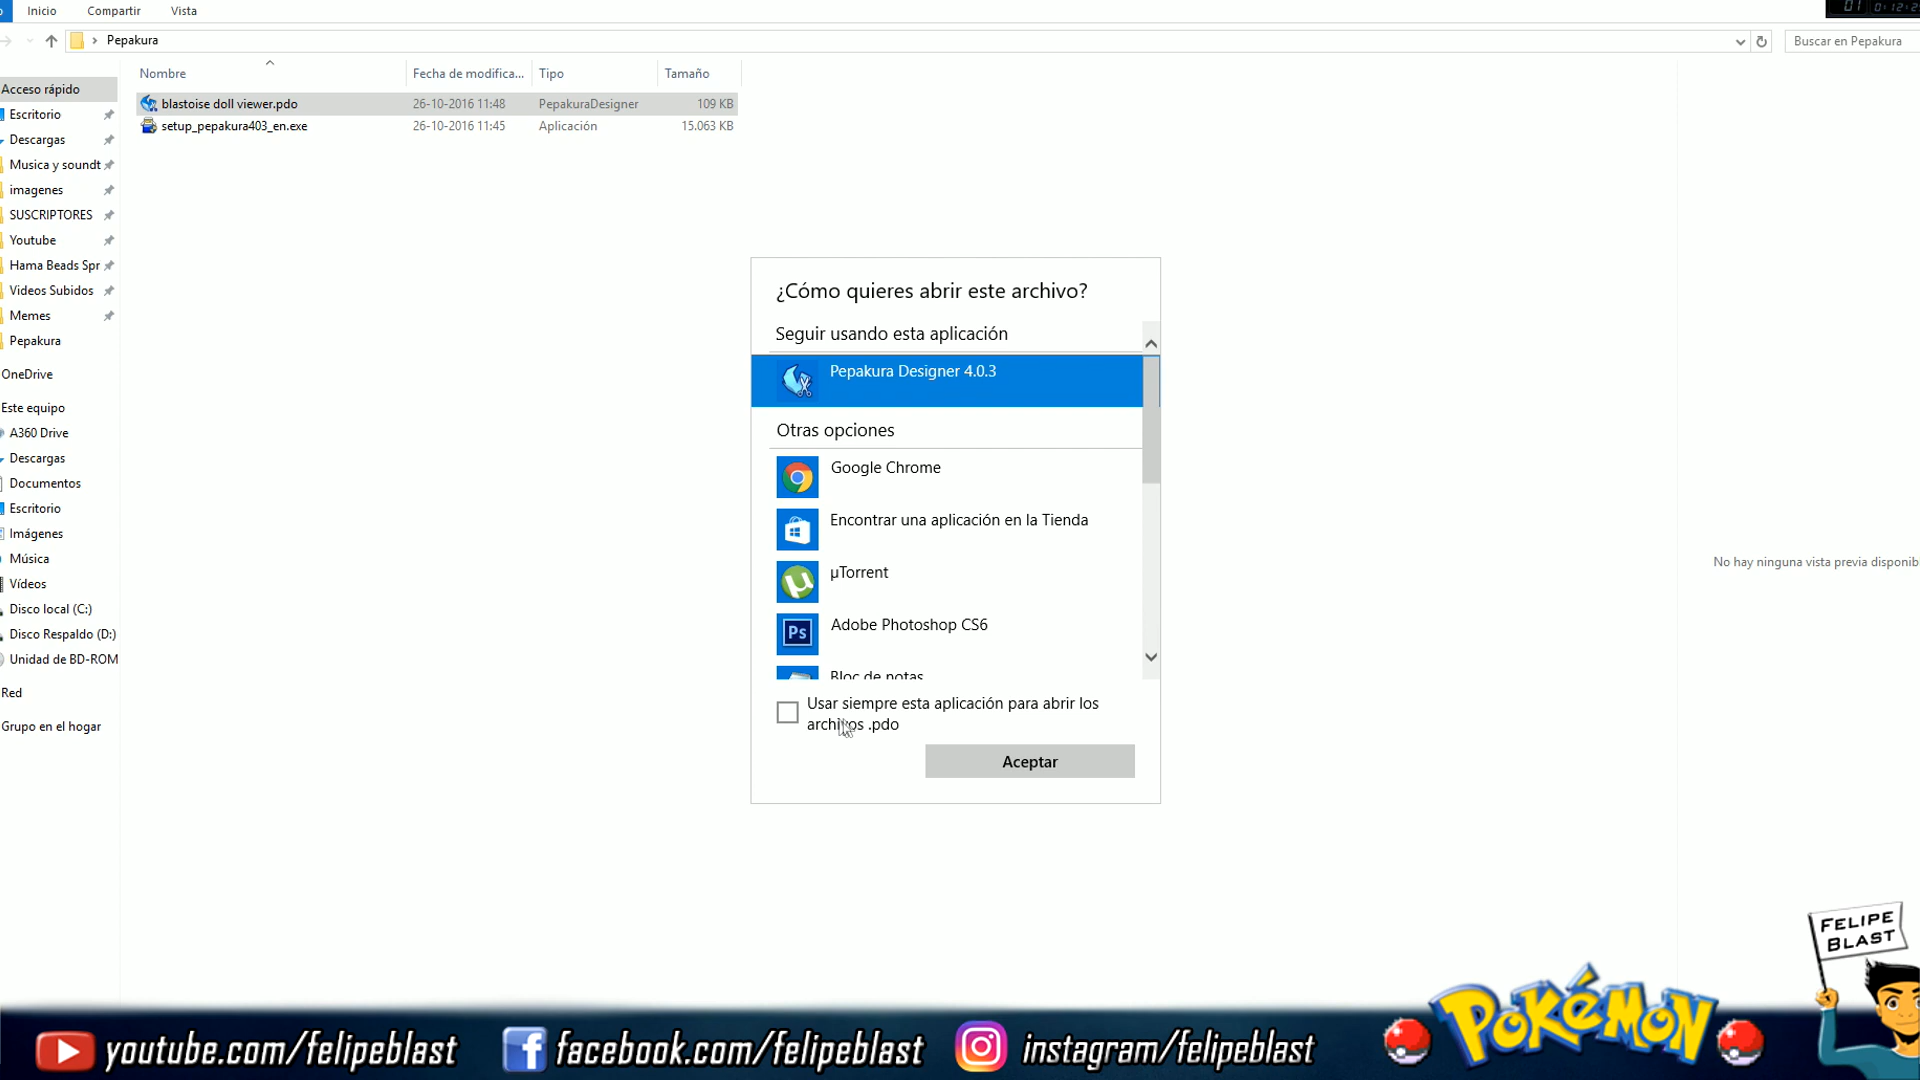 Inicio Compartir Vista
Pepakura
Buscar en Pepakura
Nombre Fecha de modifica... Tipo Tamaño
blastoise doll viewer.pdo 26-10-2016 11:48 PepakuraDesigner 109 KB
setup_pepakura403_en.exe 26-10-2016 11:45 Aplicación 15.063 KB
Acceso rápido
Escritorio
Descargas
Musica y soundt
imagenes
SUSCRIPTORES
Youtube
Hama Beads Spr
Videos Subidos
Memes
Pepakura
OneDrive
Este equipo
A360 Drive
Descargas
Documentos
Escritorio
Imágenes
Música
Vídeos
Disco local (C:)
Disco Respaldo (D:)
Unidad de BD-ROM
Red
Grupo en el hogar
¿Cómo quieres abrir este archivo?
Seguir usando esta aplicación
Pepakura Designer 4.0.3
Otras opciones
Google Chrome
Encontrar una aplicación en la Tienda
µTorrent
Ps Adobe Photoshop CS6
Bloc de notas
Usar siempre esta aplicación para abrir los
archivos .pdo
Aceptar
No hay ninguna vista previa disponib
FELIPE
BLAST
youtube.com/felipeblast facebook.com/felipeblast instagram/felipeblast POKéMON